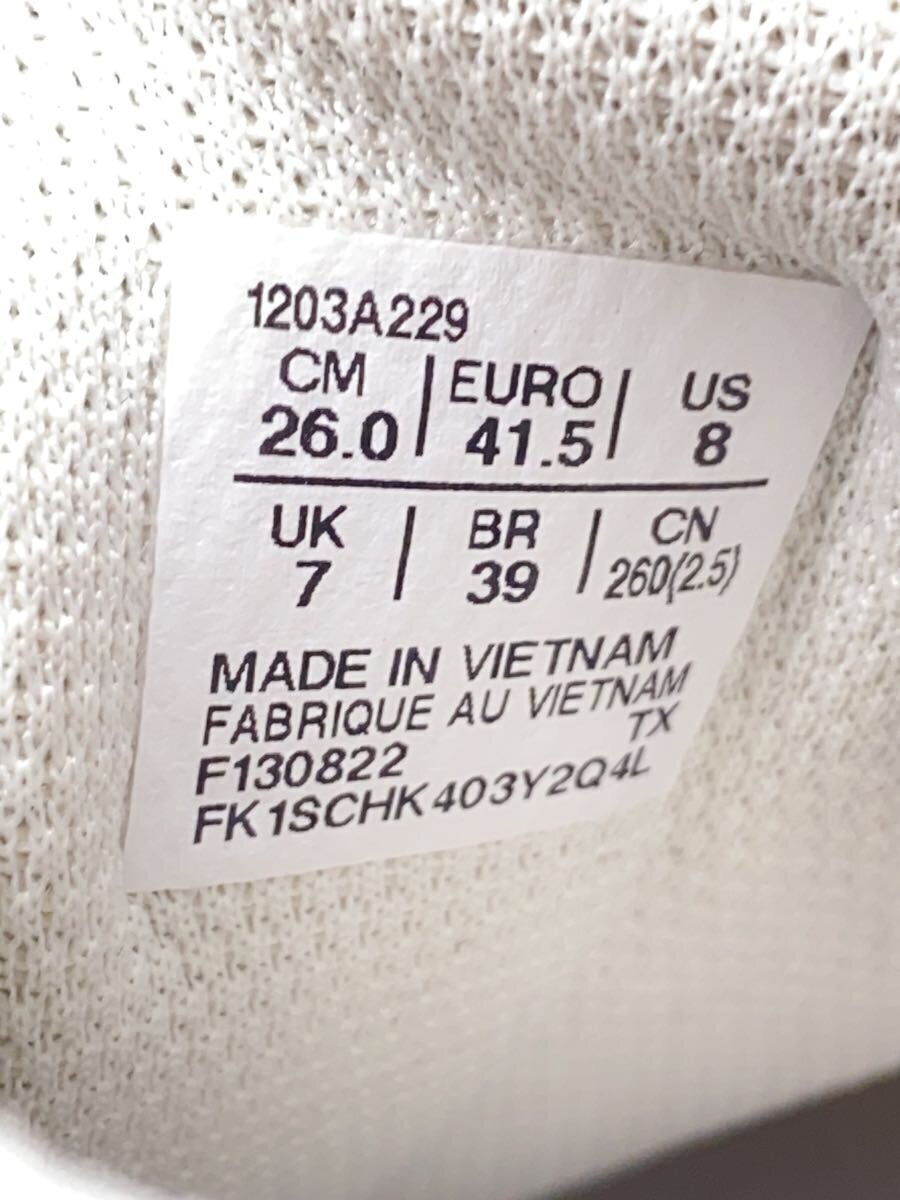 1203A229
CM | EURO | US
26.0 | 41.5 | 8
UK | BR | CN
7 | 39 | 260(2.5)
MADE IN VIETNAM
FABRIQUE AU VIETNAM
TX
F130822
FK1SCHK403Y2Q4L